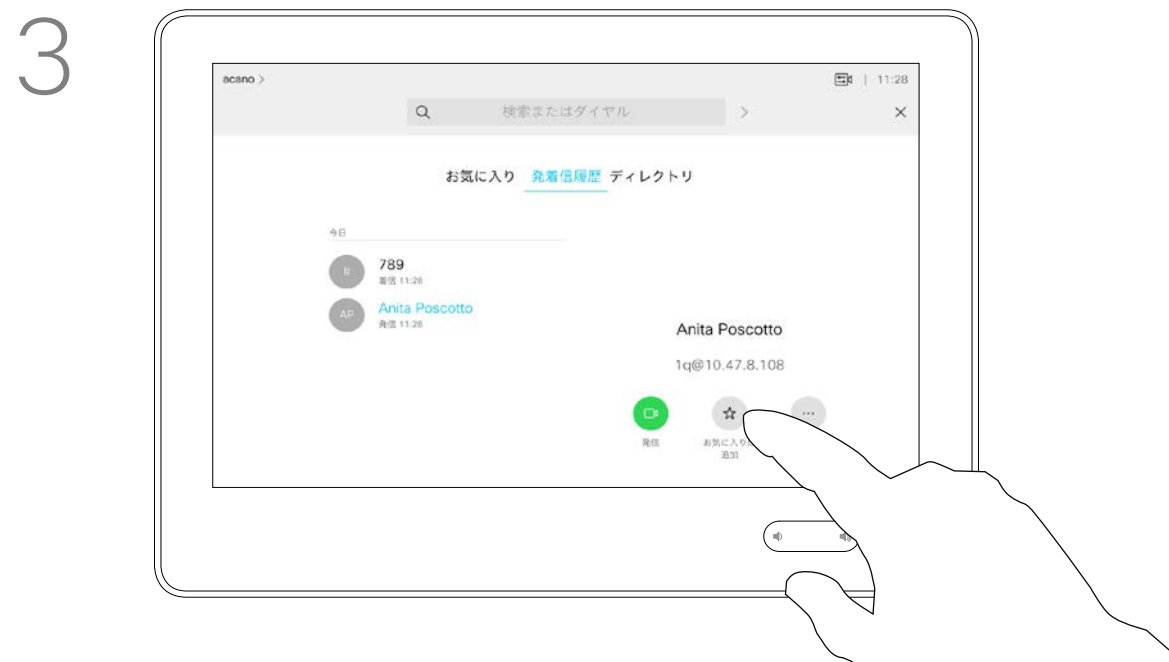 3
acano >
11:28
検索またはダイヤル
お気に入り 発着信履歴 ディレクトリ
今日
789
着信 11:28
AP
Anita Poscotto
発信 11:28
Anita Poscotto
1q@10.47.8.108
発信
お気に入りに
追加